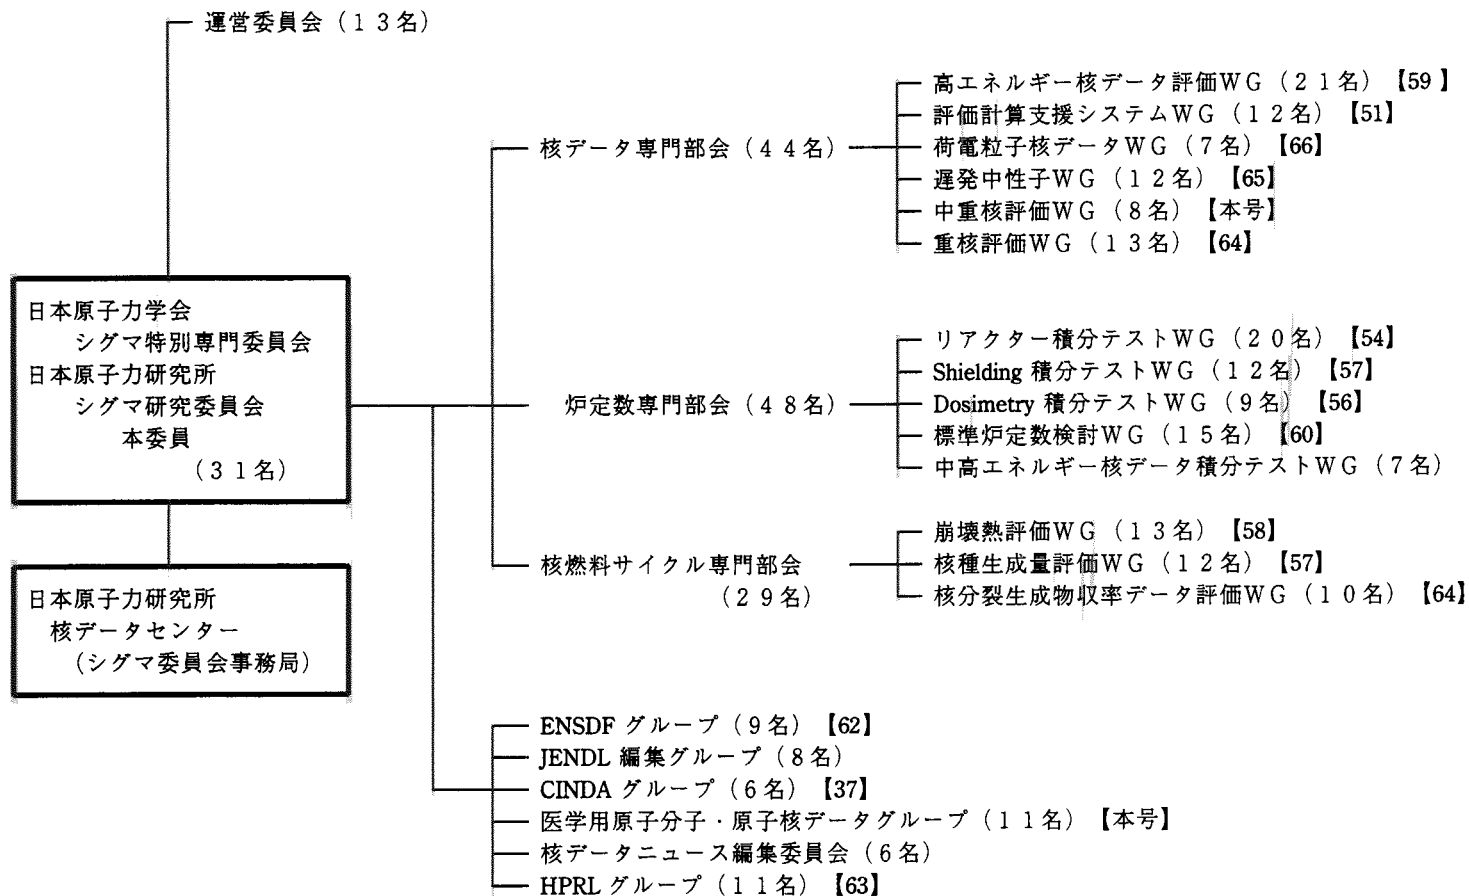 運営委員会（１３名）
高エネルギー核データ評価WＧ（２１名）【59】
評価計算支援システムＷＧ（１２名）【51】
核データ専門部会（４４名）
荷電粒子核データＷＧ（７名）【66】
遅発中性子ＷＧ（１２名）【65】
中重核評価ＷＧ（８名）【本号】
重核評価ＷＧ（１３名）【64】
日本原子力学会
シグマ特別専門委員会
日本原子力研究所
シグマ研究委員会
本委員
（３１名）
リアクター積分テストＷＧ（２０名）【54】
Shielding 積分テストＷＧ（１２名）【57】
炉定数専門部会（４８名）
Dosimetry 積分テストＷＧ（９名）【56】
標準炉定数検討ＷＧ（１５名）【60】
中高エネルギー核データ積分テストＷＧ（７名）
崩壊熱評価ＷＧ（１３名）【58】
核燃料サイクル専門部会
（２９名）
核種生成量評価ＷＧ（１２名）【57】
核分裂生成物収率データ評価ＷＧ（１０名）【64】
日本原子力研究所
核データセンター
（シグマ委員会事務局）
ENSDF グループ（９名）【62】
JENDL 編集グループ（８名）
CINDA グループ（６名）【37】
医学用原子分子・原子核データグループ（１１名）【本号】
核データニュース編集委員会（６名）
HPRL グループ（１１名）【63】